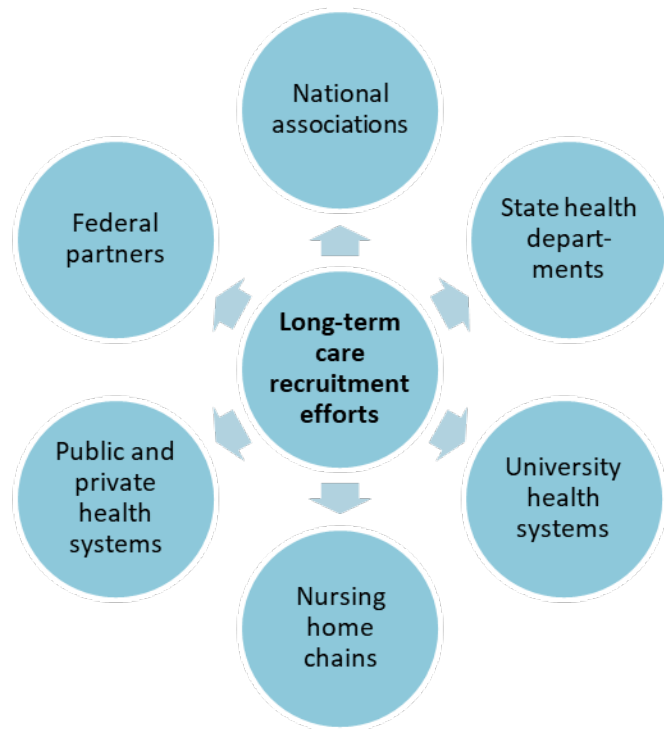 National
associations
State health
depart-
ments
University
health
systems
Nursing
home
chains
Public and
private
health
systems
Federal
partners
Long-term
care
recruitment
efforts